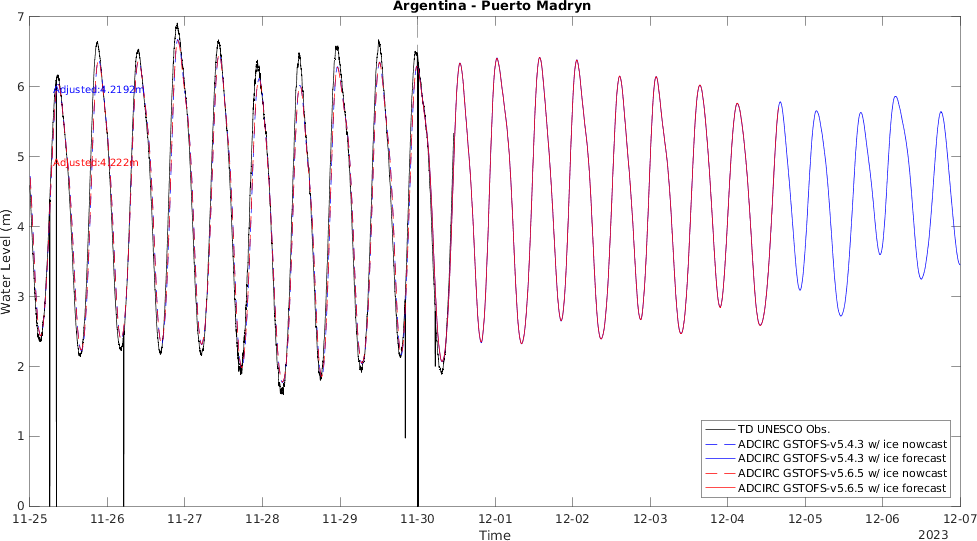 Argentina - Puerto Madryn
Water Level (m)
7
6
5
4
3
2
1
0
Adjusted:4.2192m
Adjusted:4.222m
TD UNESCO Obs.
ADCIRC GSTOFS-v5.4.3 w/ ice nowcast
ADCIRC GSTOFS-v5.4.3 w/ ice forecast
ADCIRC GSTOFS-v5.6.5 w/ ice nowcast
ADCIRC GSTOFS-v5.6.5 w/ ice forecast
11-25 11-26 11-27 11-28 11-29 11-30 12-01 12-02 12-03 12-04 12-05 12-06 12-07
Time
2023